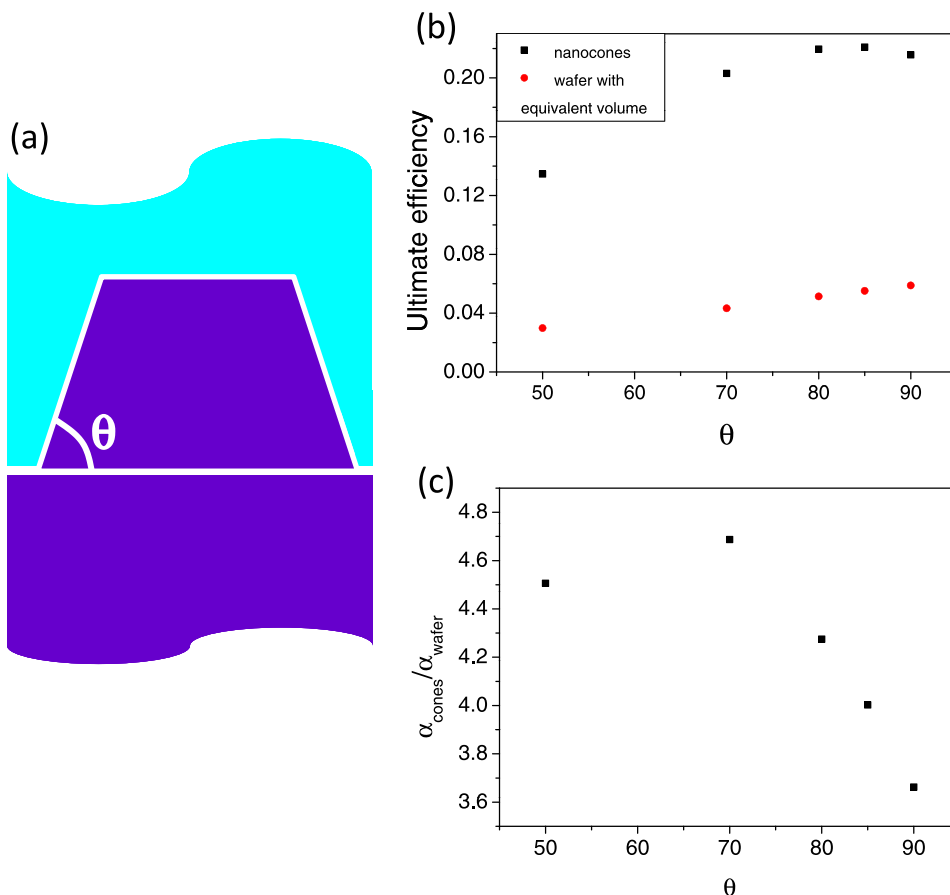 (a)
θ
(b)
nanocones
wafer with
equivalent volume
Ultimate efficiency
0.20
0.16
0.12
0.08
0.04
0.00
50 60 70 80 90
θ
(c)
α_cones/α_wafer
4.8
4.6
4.4
4.2
4.0
3.8
3.6
50 60 70 80 90
θ